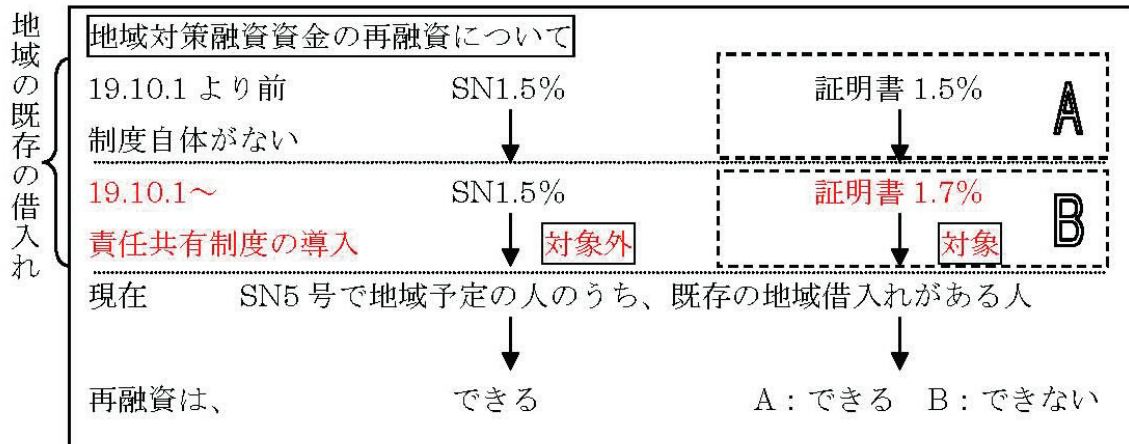 地域の既存の借入れ
地域対策融資資金の再融資について
19.10.1 より前 SN1.5% 証明書 1.5% A
制度自体がない
19.10.1～ SN1.5% 証明書 1.7% B
責任共有制度の導入 対象外 対象
現在 SN5 号で地域予定の人のうち、既存の地域借入れがある人
再融資は、 できる A：できる B：できない